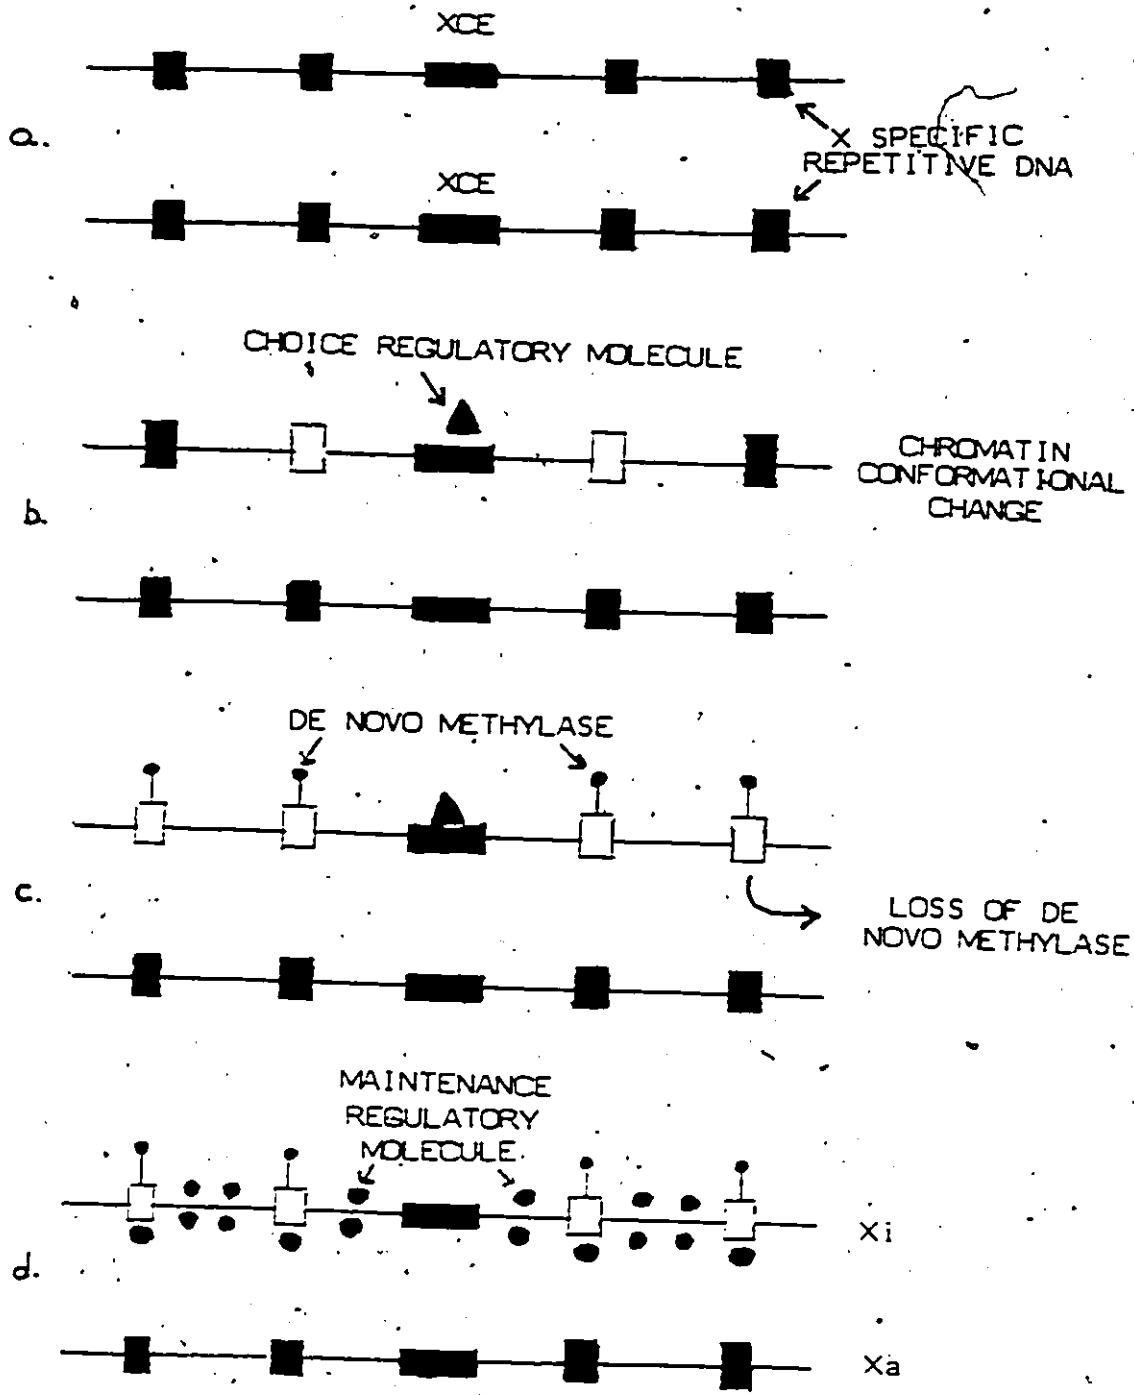 XCE
a.
X SPECIFIC
REPETITIVE DNA
XCE
CHOICE REGULATORY MOLECULE
CHROMATIN
CONFORMATIONAL
CHANGE
b.
DE NOVO METHYLASE
c.
LOSS OF DE
NOVO METHYLASE
MAINTENANCE
REGULATORY
MOLECULE
Xi
d.
Xa